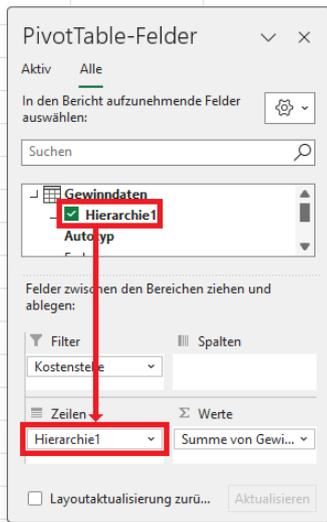 PivotTable-Felder
Aktiv Alle
In den Bericht aufzunehmende Felder
auswählen:
Suchen
Gewinndaten
Hierarchie1
Autotyp
Felder zwischen den Bereichen ziehen und
ablegen:
Filter Spalten
Kostenstelle
Zeilen Werte
Hierarchie1 Summe von Gewi...
Layoutaktualisierung zurü... Aktualisieren